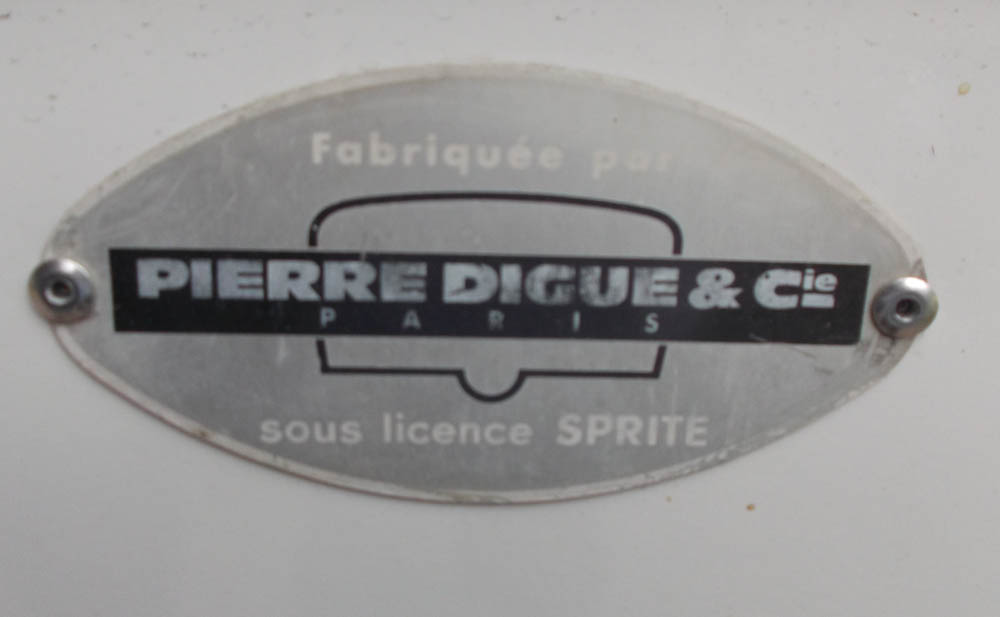 Fabriquée par
PIERRE DIGUE & Cie
PARIS
sous licence SPRITE